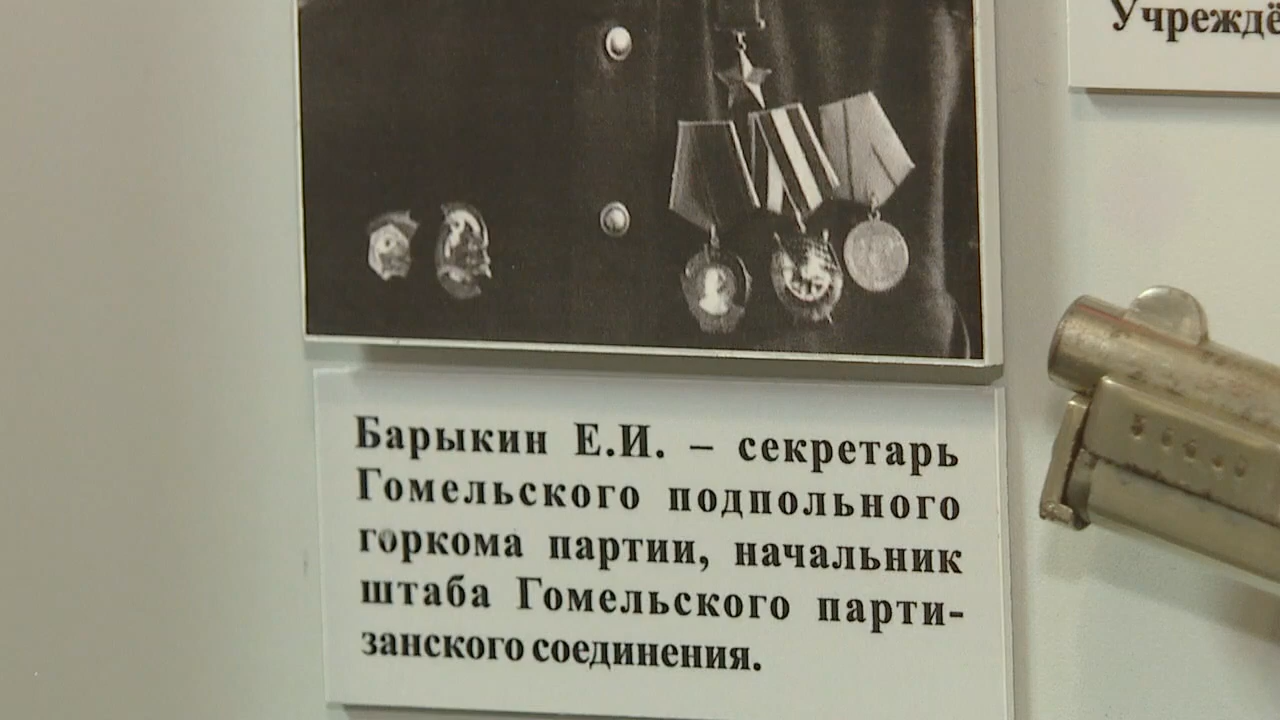 Учреждё
Барыкин Е.И. – секретарь
Гомельского подпольного
горкома партии, начальник
штаба Гомельского парти-
занского соединения.